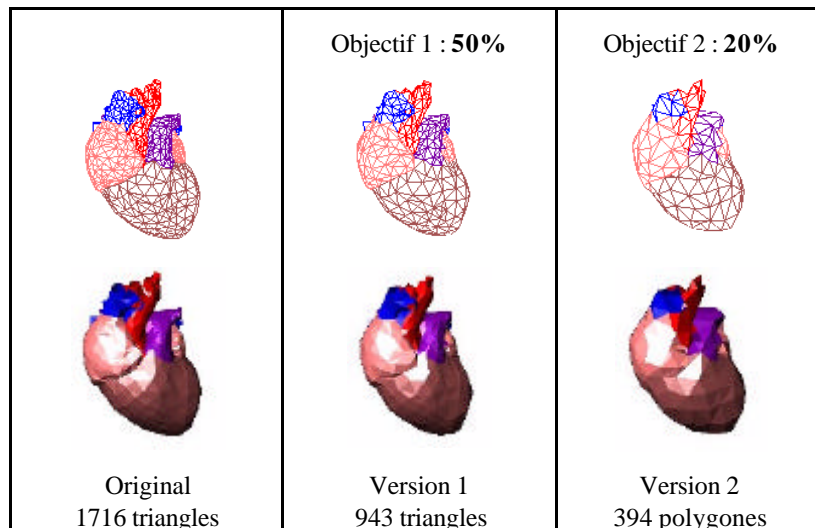 Objectif 1 : 50%
Objectif 2 : 20%
Original
1716 triangles
Version 1
943 triangles
Version 2
394 polygones